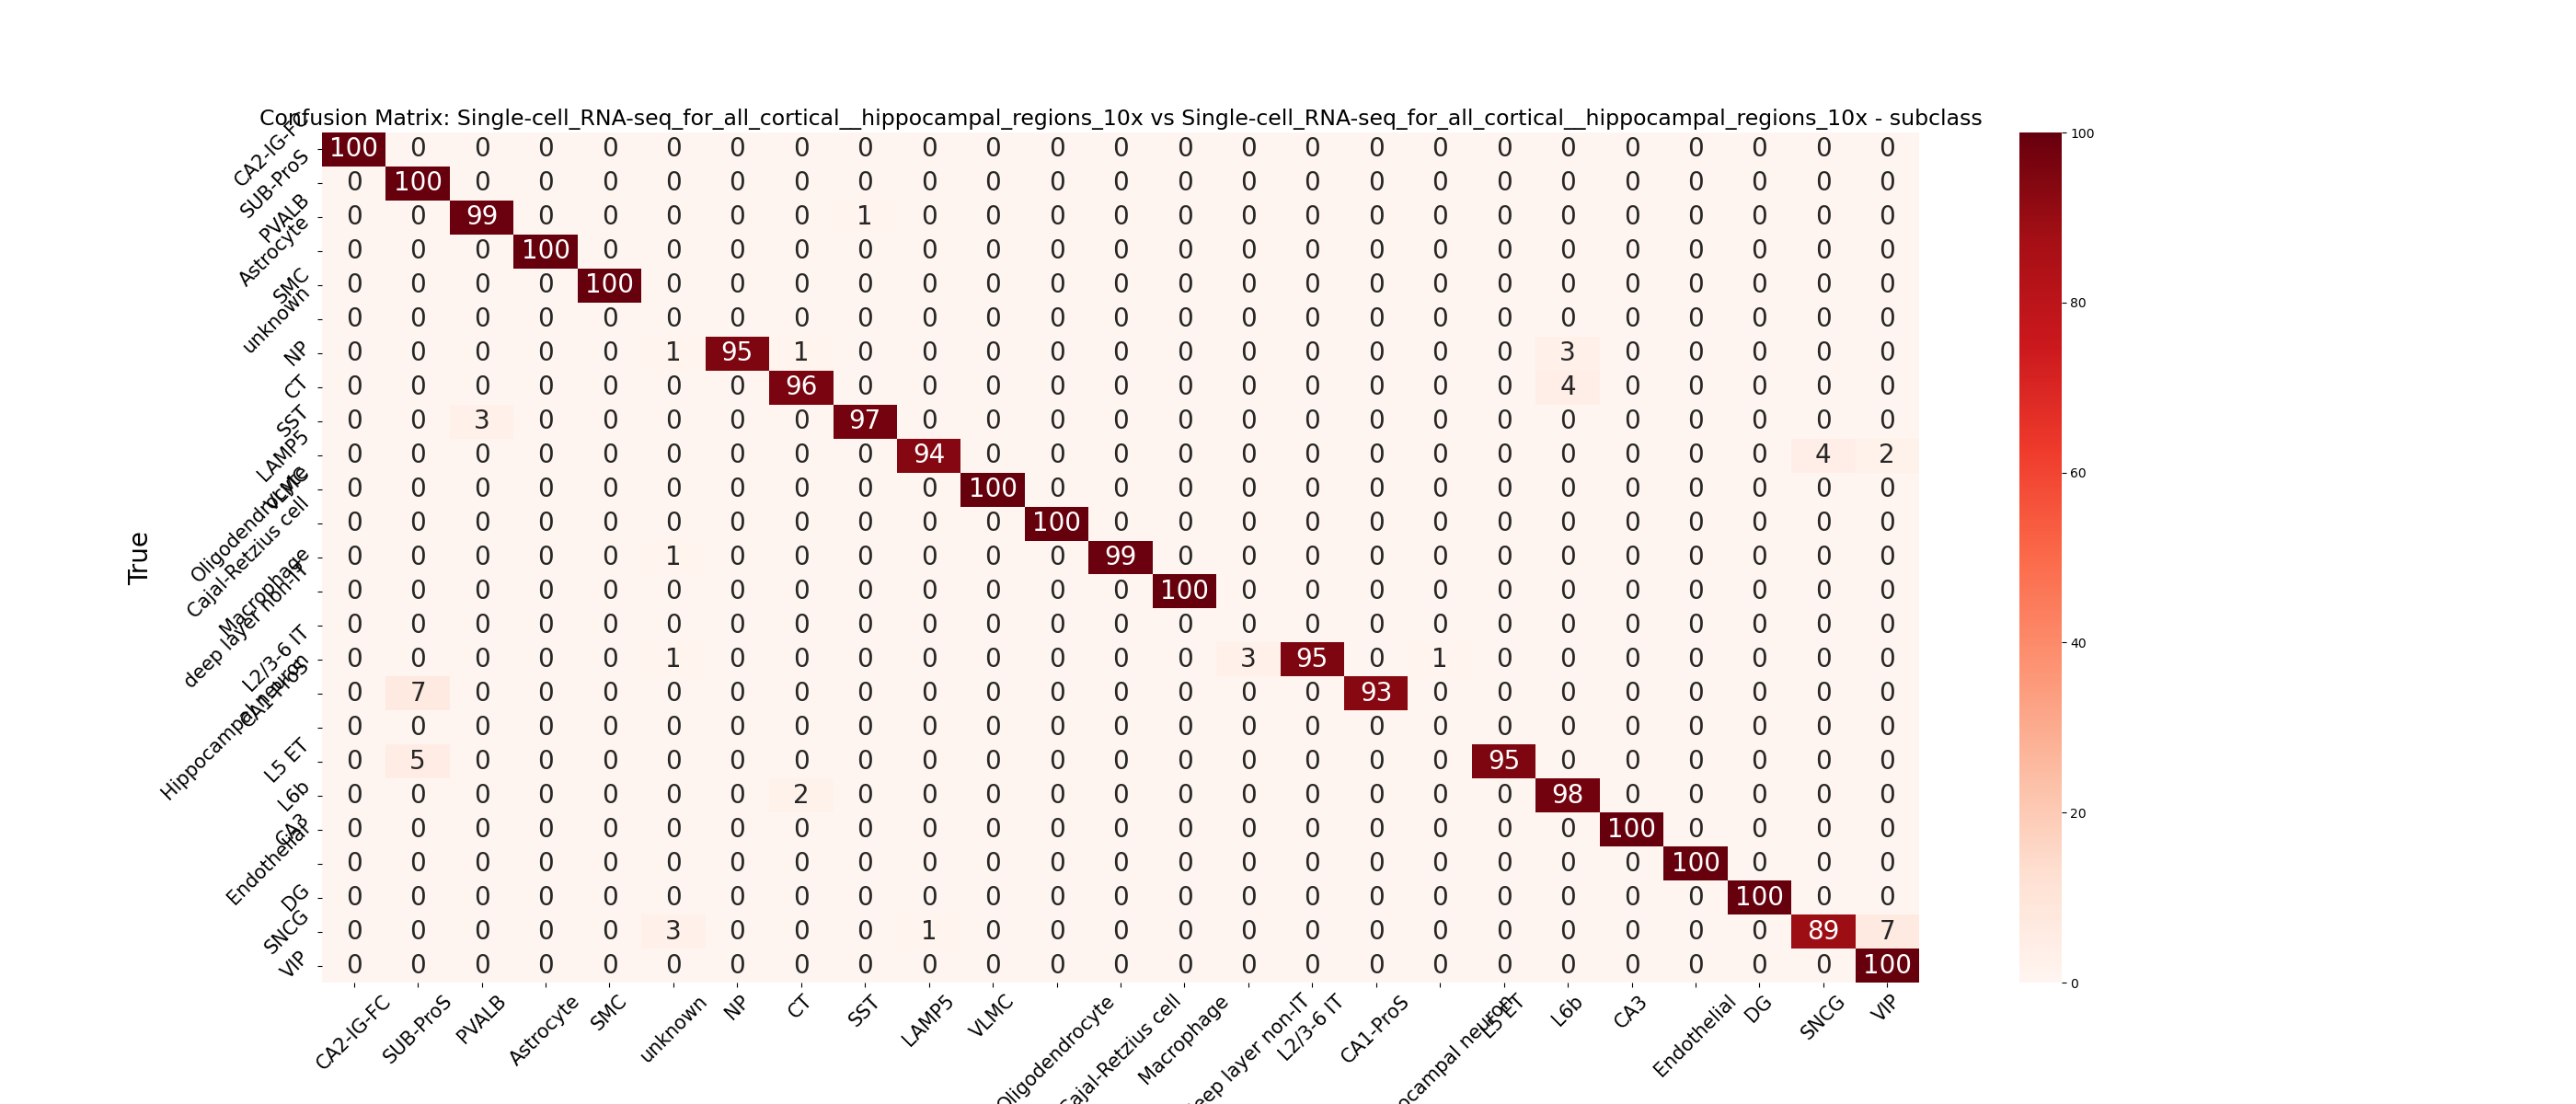 Confusion Matrix: Single-cell_RNA-seq_for_all_cortical__hippocampal_regions_10x vs Single-cell_RNA-seq_for_all_cortical__hippocampal_regions_10x - subclass
True
CA2-IG-FC 100 0 0 0 0 0 0 0 0 0 0 0 0 0 0 0 0 0 0 0 0 0 0 0 0
SUB-ProS 0 100 0 0 0 0 0 0 0 0 0 0 0 0 0 0 0 0 0 0 0 0 0 0 0
PVALB 0 0 99 0 0 0 0 0 1 0 0 0 0 0 0 0 0 0 0 0 0 0 0 0 0
Astrocyte 0 0 0 100 0 0 0 0 0 0 0 0 0 0 0 0 0 0 0 0 0 0 0 0 0
SMC 0 0 0 0 100 0 0 0 0 0 0 0 0 0 0 0 0 0 0 0 0 0 0 0 0
unknown 0 0 0 0 0 0 0 0 0 0 0 0 0 0 0 0 0 0 0 0 0 0 0 0 0
NP 0 0 0 0 0 1 95 1 0 0 0 0 0 0 0 0 0 0 0 3 0 0 0 0 0
CT 0 0 0 0 0 0 0 96 0 0 0 0 0 0 0 0 0 0 0 4 0 0 0 0 0
SST 0 0 3 0 0 0 0 0 97 0 0 0 0 0 0 0 0 0 0 0 0 0 0 0 0
LAMP5 0 0 0 0 0 0 0 0 0 94 0 0 0 0 0 0 0 0 0 0 0 0 0 4 2
VLMC 0 0 0 0 0 0 0 0 0 0 100 0 0 0 0 0 0 0 0 0 0 0 0 0 0
Oligodendrocyte 0 0 0 0 0 0 0 0 0 0 0 100 0 0 0 0 0 0 0 0 0 0 0 0 0
Cajal-Retzius cell 0 0 0 0 0 1 0 0 0 0 0 0 99 0 0 0 0 0 0 0 0 0 0 0 0
Macrophage 0 0 0 0 0 0 0 0 0 0 0 0 0 100 0 0 0 0 0 0 0 0 0 0 0
deep layer non-IT 0 0 0 0 0 0 0 0 0 0 0 0 0 0 0 0 0 0 0 0 0 0 0 0 0
L2/3-6 IT 0 0 0 0 0 1 0 0 0 0 0 0 0 0 3 95 0 1 0 0 0 0 0 0 0
CA1-ProS 0 7 0 0 0 0 0 0 0 0 0 0 0 0 0 0 93 0 0 0 0 0 0 0 0
Hippocampal neuron 0 0 0 0 0 0 0 0 0 0 0 0 0 0 0 0 0 0 0 0 0 0 0 0 0
L5 ET 0 5 0 0 0 0 0 0 0 0 0 0 0 0 0 0 0 0 95 0 0 0 0 0 0
L6b 0 0 0 0 0 0 0 2 0 0 0 0 0 0 0 0 0 0 0 98 0 0 0 0 0
CA3 0 0 0 0 0 0 0 0 0 0 0 0 0 0 0 0 0 0 0 0 100 0 0 0 0
Endothelial 0 0 0 0 0 0 0 0 0 0 0 0 0 0 0 0 0 0 0 0 0 100 0 0 0
DG 0 0 0 0 0 0 0 0 0 0 0 0 0 0 0 0 0 0 0 0 0 0 100 0 0
SNCG 0 0 0 0 0 3 0 0 0 1 0 0 0 0 0 0 0 0 0 0 0 0 0 89 7
VIP 0 0 0 0 0 0 0 0 0 0 0 0 0 0 0 0 0 0 0 0 0 0 0 0 100
CA2-IG-FC
SUB-ProS
PVALB
Astrocyte
SMC
unknown
NP
CT
SST
LAMP5
VLMC
Oligodendrocyte
Cajal-Retzius cell
Macrophage
deep layer non-IT
L2/3-6 IT
CA1-ProS
ocampal neuron
L5 ET
L6b
CA3
Endothelial
DG
SNCG
VIP
100
80
60
40
20
0